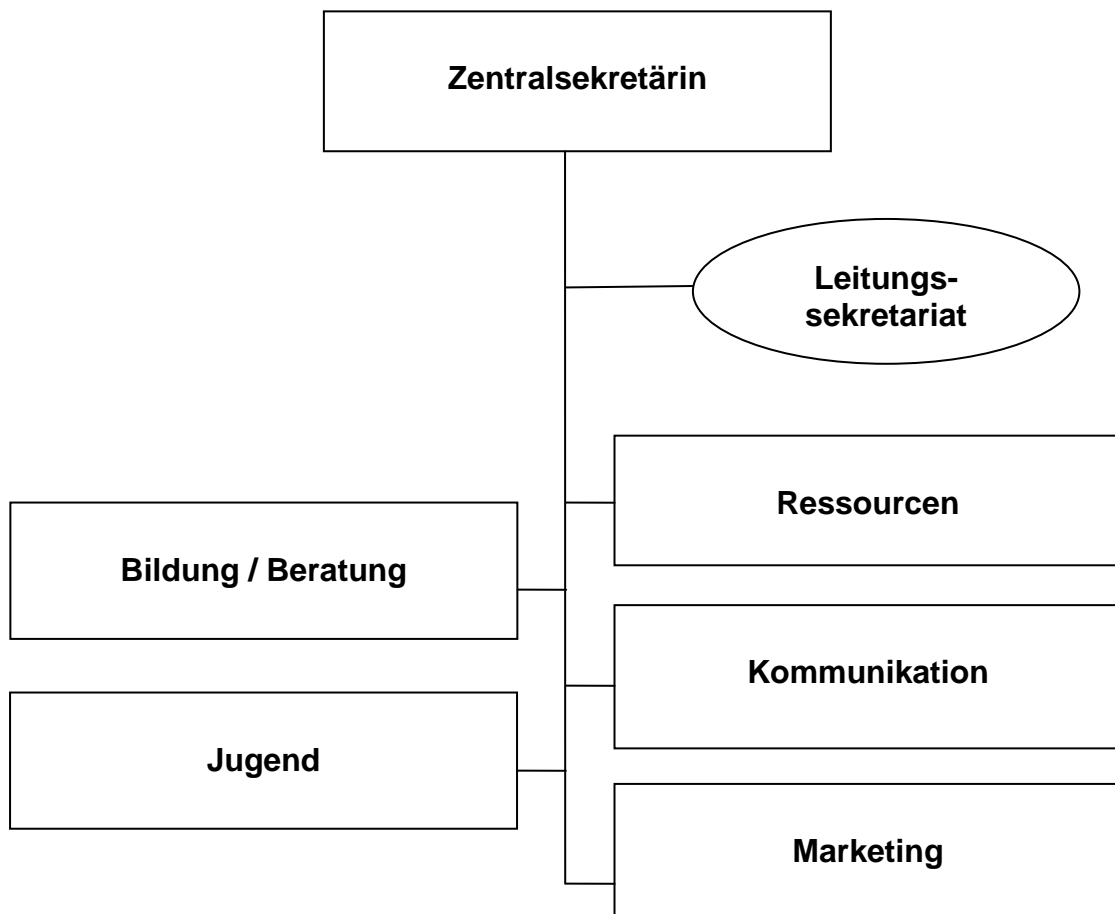 Zentralsekretärin
Leitungs-
sekretariat
Ressourcen
Bildung / Beratung
Kommunikation
Jugend
Marketing